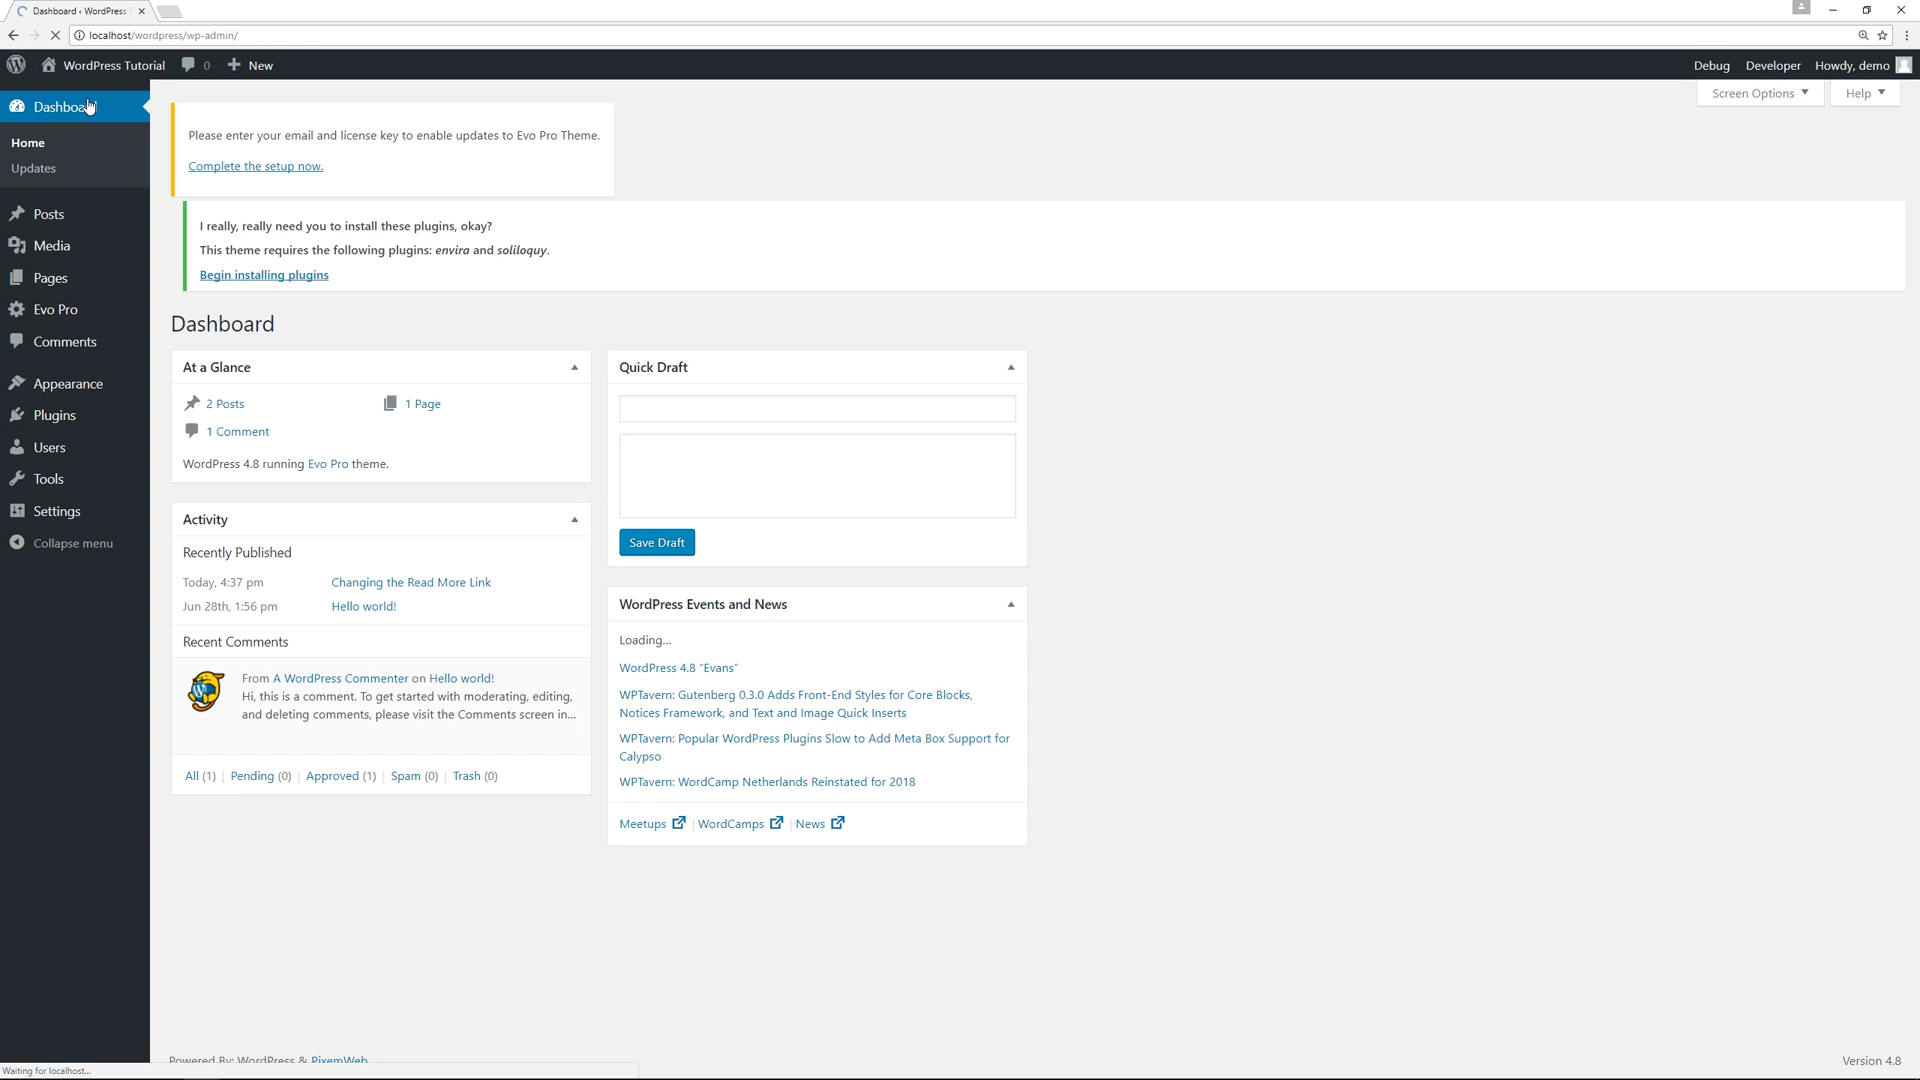 Dashboard ‹ WordPress T
localhost/wordpress/wp-admin/
WordPress Tutorial
0
New
Debug
Developer
Howdy, demo
Dashboard
Home
Updates
Posts
Media
Pages
Evo Pro
Comments
Appearance
Plugins
Users
Tools
Settings
Collapse menu
Screen Options
Help
Please enter your email and license key to enable updates to Evo Pro Theme.
Complete the setup now.
I really, really need you to install these plugins, okay?
This theme requires the following plugins: envira and soliloquy.
Begin installing plugins
Dashboard
At a Glance
2 Posts
1 Page
1 Comment
WordPress 4.8 running Evo Pro theme.
Activity
Recently Published
Today, 4:37 pm
Changing the Read More Link
Jun 28th, 1:56 pm
Hello world!
Recent Comments
From A WordPress Commenter on Hello world!
Hi, this is a comment. To get started with moderating, editing,
and deleting comments, please visit the Comments screen in...
All (1) | Pending (0) | Approved (1) | Spam (0) | Trash (0)
Quick Draft
Save Draft
WordPress Events and News
Loading...
WordPress 4.8 “Evans”
WPTavern: Gutenberg 0.3.0 Adds Front-End Styles for Core Blocks,
Notices Framework, and Text and Image Quick Inserts
WPTavern: Popular WordPress Plugins Slow to Add Meta Box Support for
Calypso
WPTavern: WordCamp Netherlands Reinstated for 2018
Meetups | WordCamps | News
Powered By: WordPress & PixemWeb
Version 4.8
Waiting for localhost...